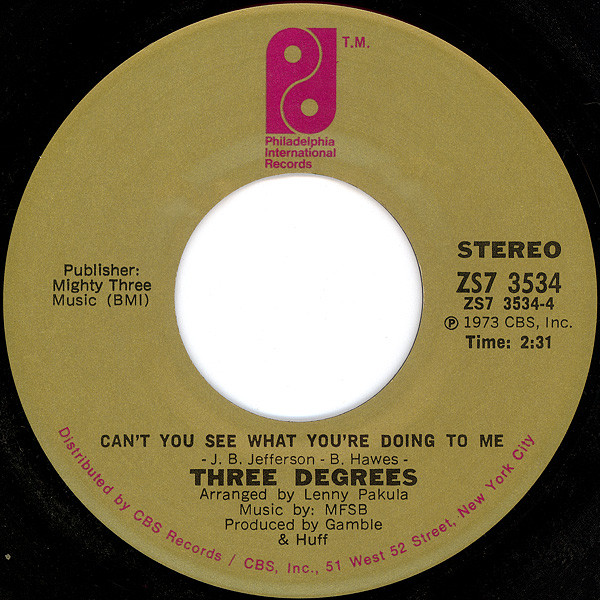 T.M.
Philadelphia
International
Records
Publisher:
Mighty Three
Music (BMI)
STEREO
ZS7 3534
ZS7 3534-4
Ⓟ 1973 CBS, Inc.
Time: 2:31
CAN'T YOU SEE WHAT YOU'RE DOING TO ME
- J. B. Jefferson - B. Hawes -
THREE DEGREES
Arranged by Lenny Pakula
Music by: MFSB
Produced by Gamble
& Huff
Distributed by CBS Records / CBS, Inc., 51 West 52 Street, New York City